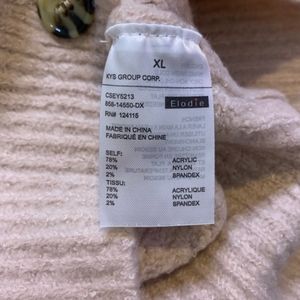 XL
KYS GROUP CORP.
CSEY5213
858-14550-DX
Elodie
RN# 124115
MADE IN CHINA
FABRIQUÉ EN CHINE
SELF:
78% ACRYLIC
20% NYLON
2% SPANDEX
TISSU:
78% ACRYLIQUE
20% NYLON
2% SPANDEX